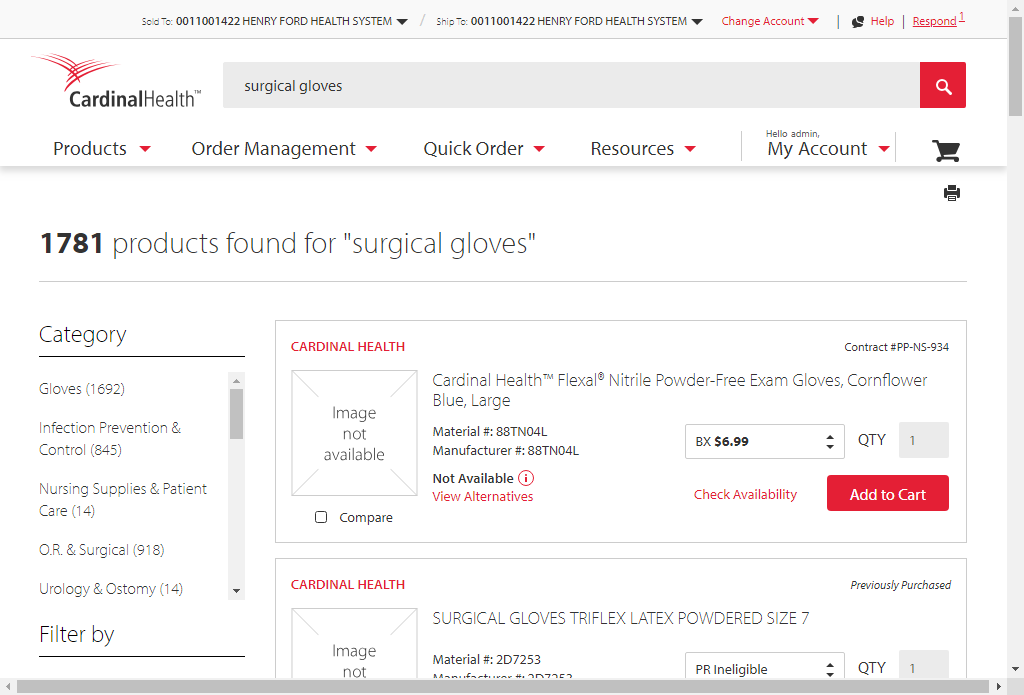 Sold To: 0011001422 HENRY FORD HEALTH SYSTEM / Ship To: 0011001422 HENRY FORD HEALTH SYSTEM Change Account | Help | Respond 1
CardinalHealth™
surgical gloves
Hello admin,
Products Order Management Quick Order Resources My Account
1781 products found for "surgical gloves"
Category
Gloves (1692)
Infection Prevention &
Control (845)
Nursing Supplies & Patient
Care (14)
O.R. & Surgical (918)
Urology & Ostomy (14)
Filter by
CARDINAL HEALTH
Contract #PP-NS-934
Image
not
available
Cardinal Health™ Flexal® Nitrile Powder-Free Exam Gloves, Cornflower
Blue, Large
Material #: 88TN04L
Manufacturer #: 88TN04L
BX $6.99
QTY 1
Not Available
View Alternatives
Check Availability
Add to Cart
Compare
CARDINAL HEALTH
Previously Purchased
Image
not
SURGICAL GLOVES TRIFLEX LATEX POWDERED SIZE 7
Material #: 2D7253
Manufacturer #: 2D7253
PR Ineligible
QTY 1